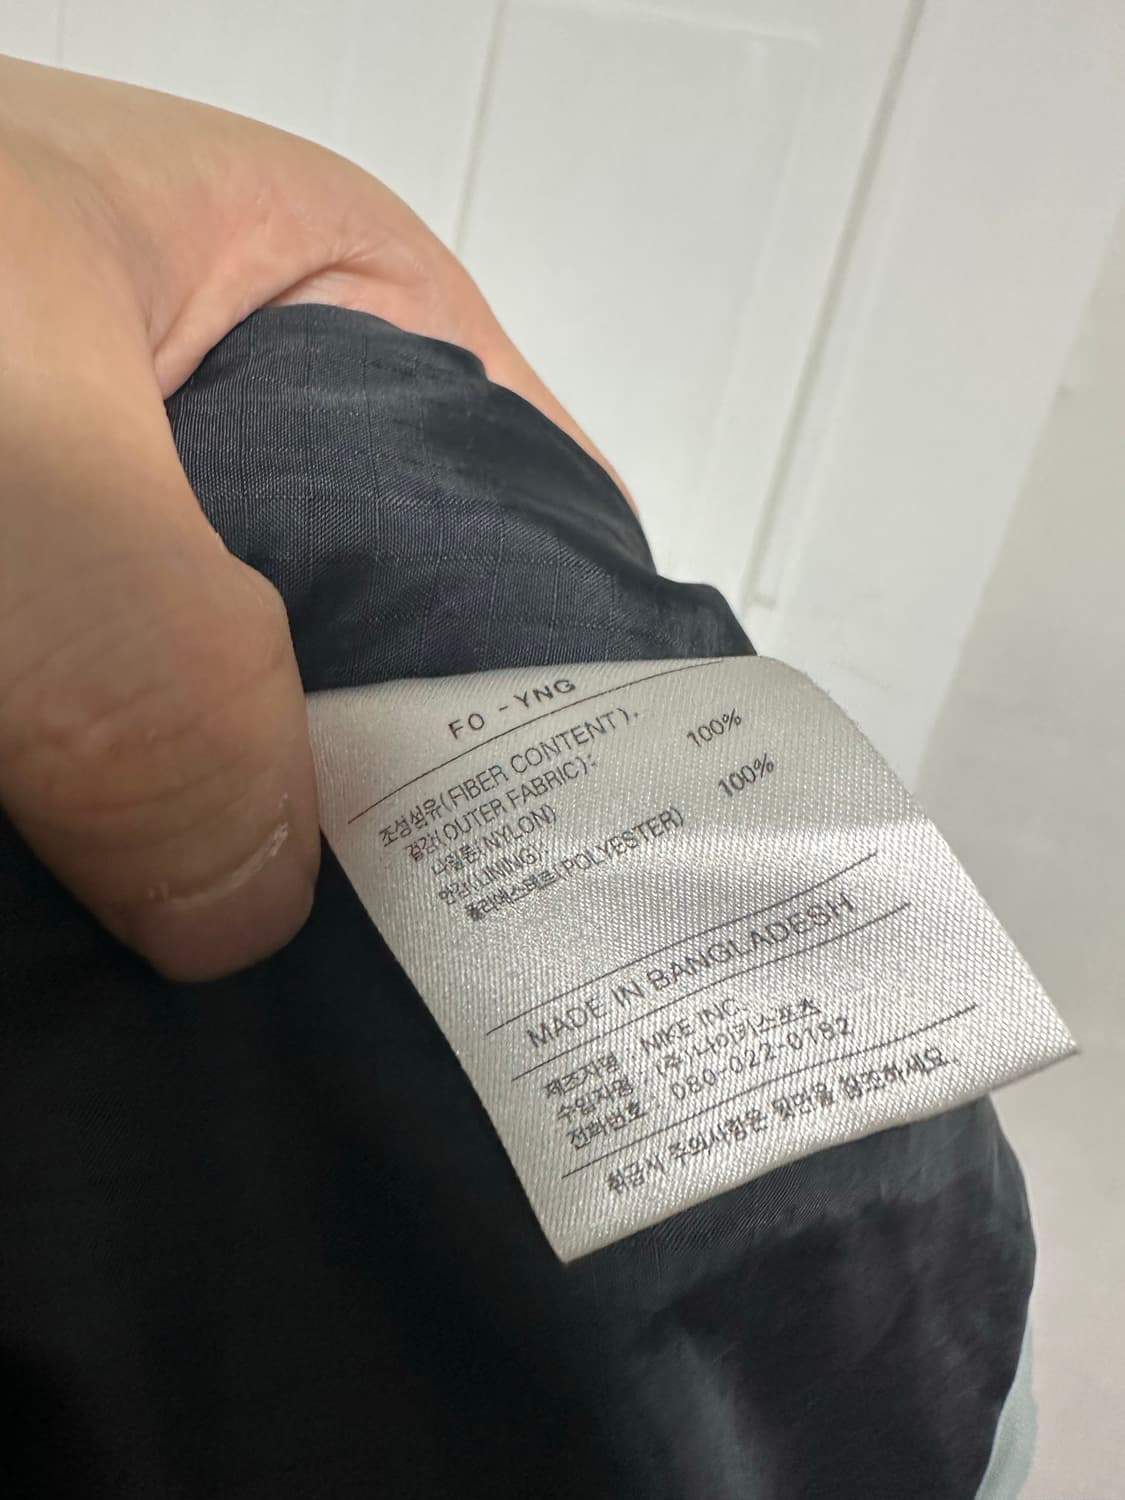 FO - YNG
조성섬유(FIBER CONTENT):
겉감(OUTER FABRIC):
나일론(NYLON) 100%
안감(LINING):
폴리에스테르(POLYESTER) 100%
MADE IN BANGLADESH
제조자명 : NIKE INC.
수입자명 : (주)나이키스포츠
전화번호 : 080-022-0182
취급시 주의사항은 뒷면을 참조하세요.